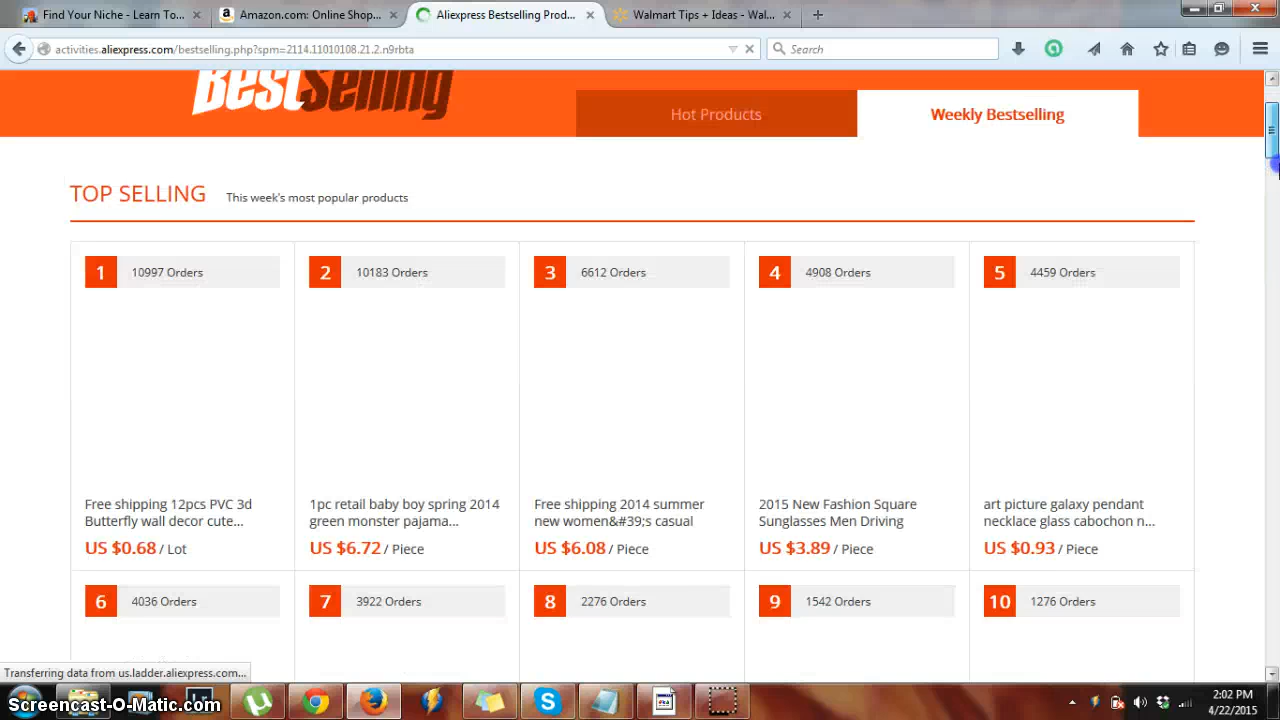 Find Your Niche - Learn To...
Amazon.com: Online Shop...
Aliexpress Bestselling Prod...
Walmart Tips + Ideas - Wal...
activities.aliexpress.com/bestselling.php?spm=2114.11010108.21.2.n9rbta
Search
BestSelling
Hot Products
Weekly Bestselling
TOP SELLING This week's most popular products
1 10997 Orders
2 10183 Orders
3 6612 Orders
4 4908 Orders
5 4459 Orders
Free shipping 12pcs PVC 3d
Butterfly wall decor cute...
US $0.68 / Lot
1pc retail baby boy spring 2014
green monster pajama...
US $6.72 / Piece
Free shipping 2014 summer
new women&#39;s casual
US $6.08 / Piece
2015 New Fashion Square
Sunglasses Men Driving
US $3.89 / Piece
art picture galaxy pendant
necklace glass cabochon n...
US $0.93 / Piece
6 4036 Orders
7 3922 Orders
8 2276 Orders
9 1542 Orders
10 1276 Orders
Transferring data from us.ladder.aliexpress.com...
Screencast-O-Matic.com
2:02 PM
4/22/2015